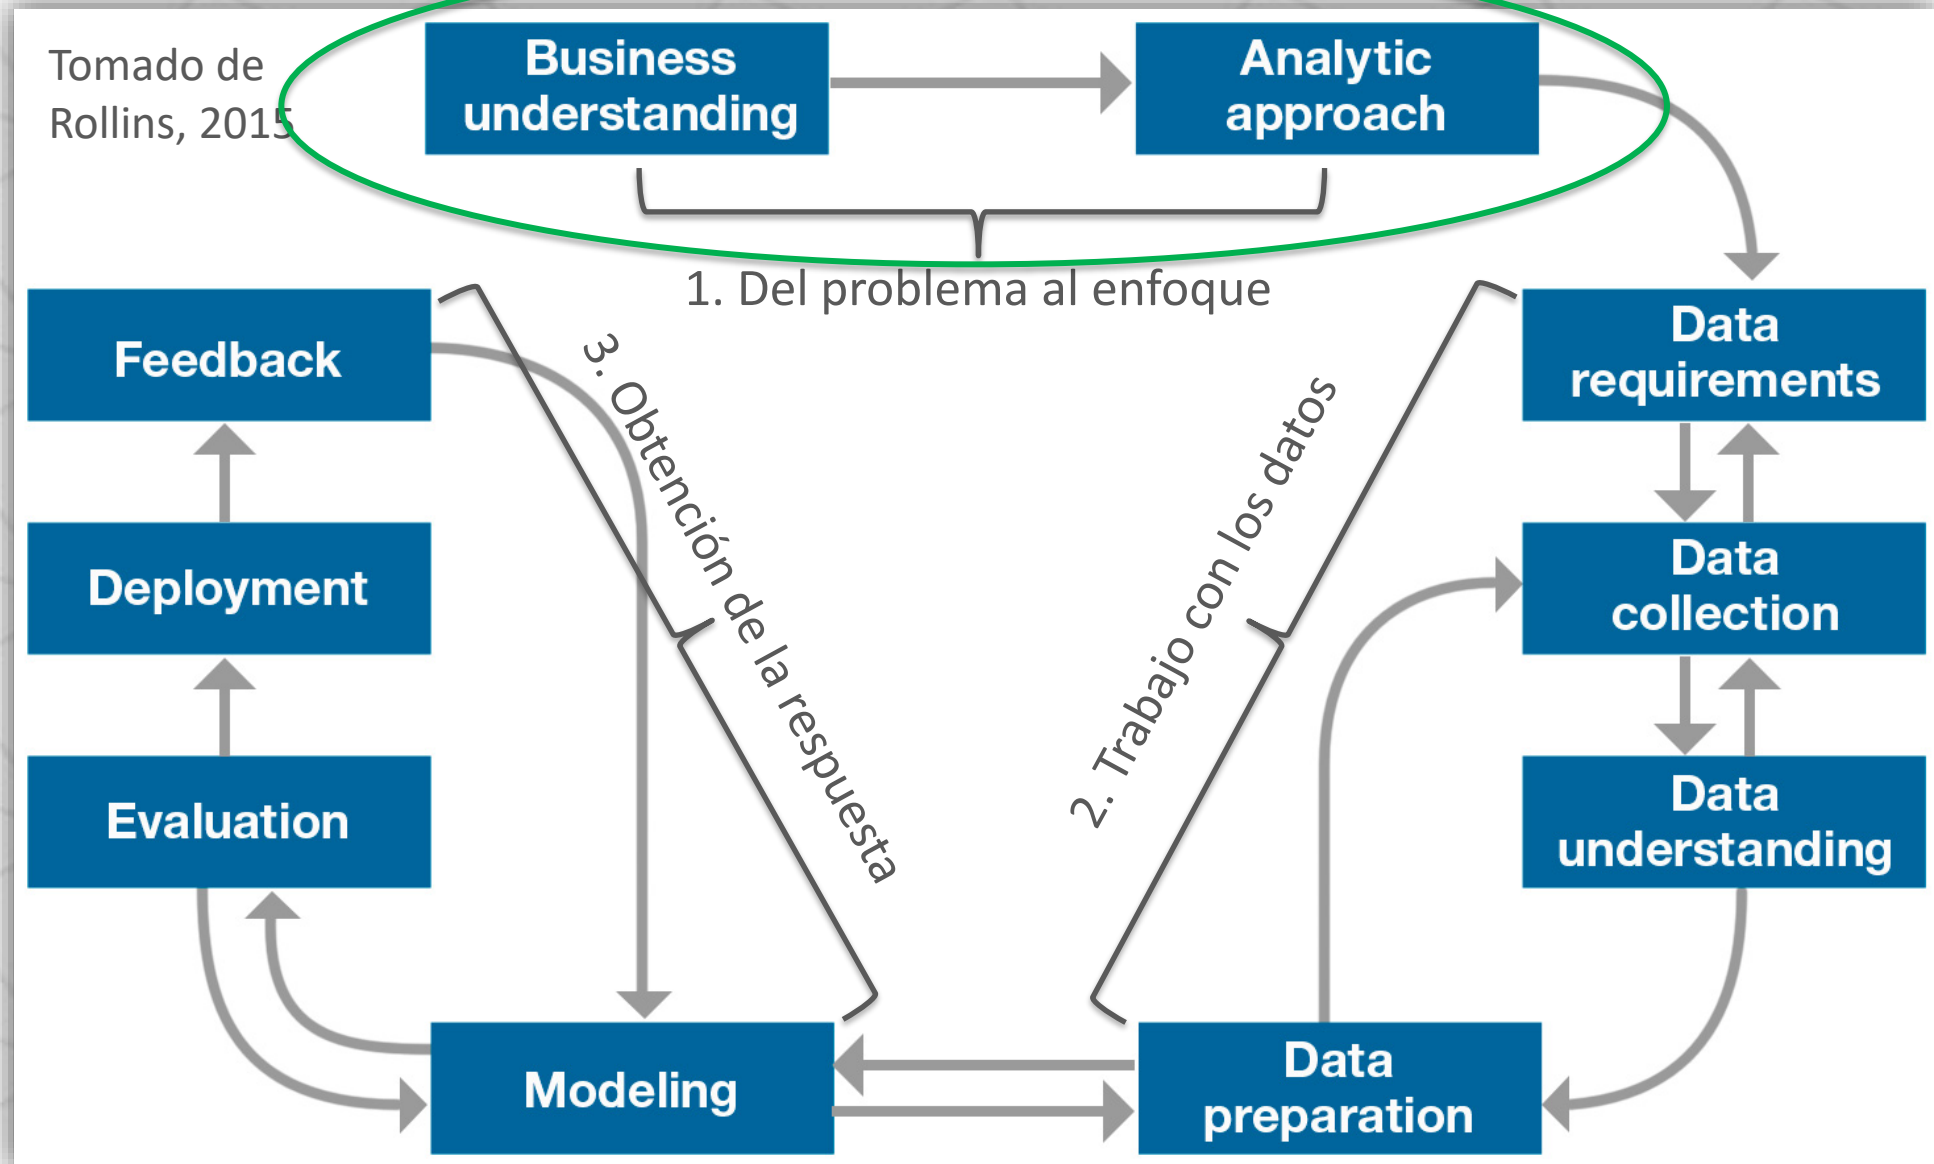 Tomado de
Rollins, 2015
Business
understanding
Analytic
approach
1. Del problema al enfoque
Data
requirements
Data
collection
Data
understanding
2. Trabajo con los datos
Data
preparation
Modeling
Evaluation
Deployment
Feedback
3. Obtención de la respuesta